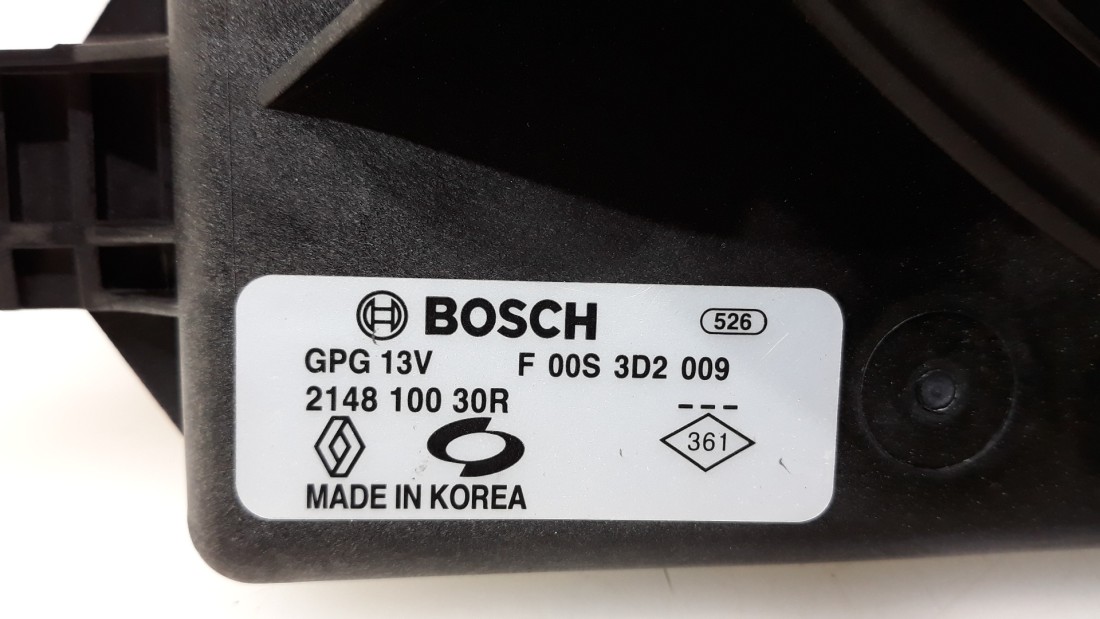 BOSCH 526
GPG 13V F 00S 3D2 009
2148 100 30R
361
MADE IN KOREA